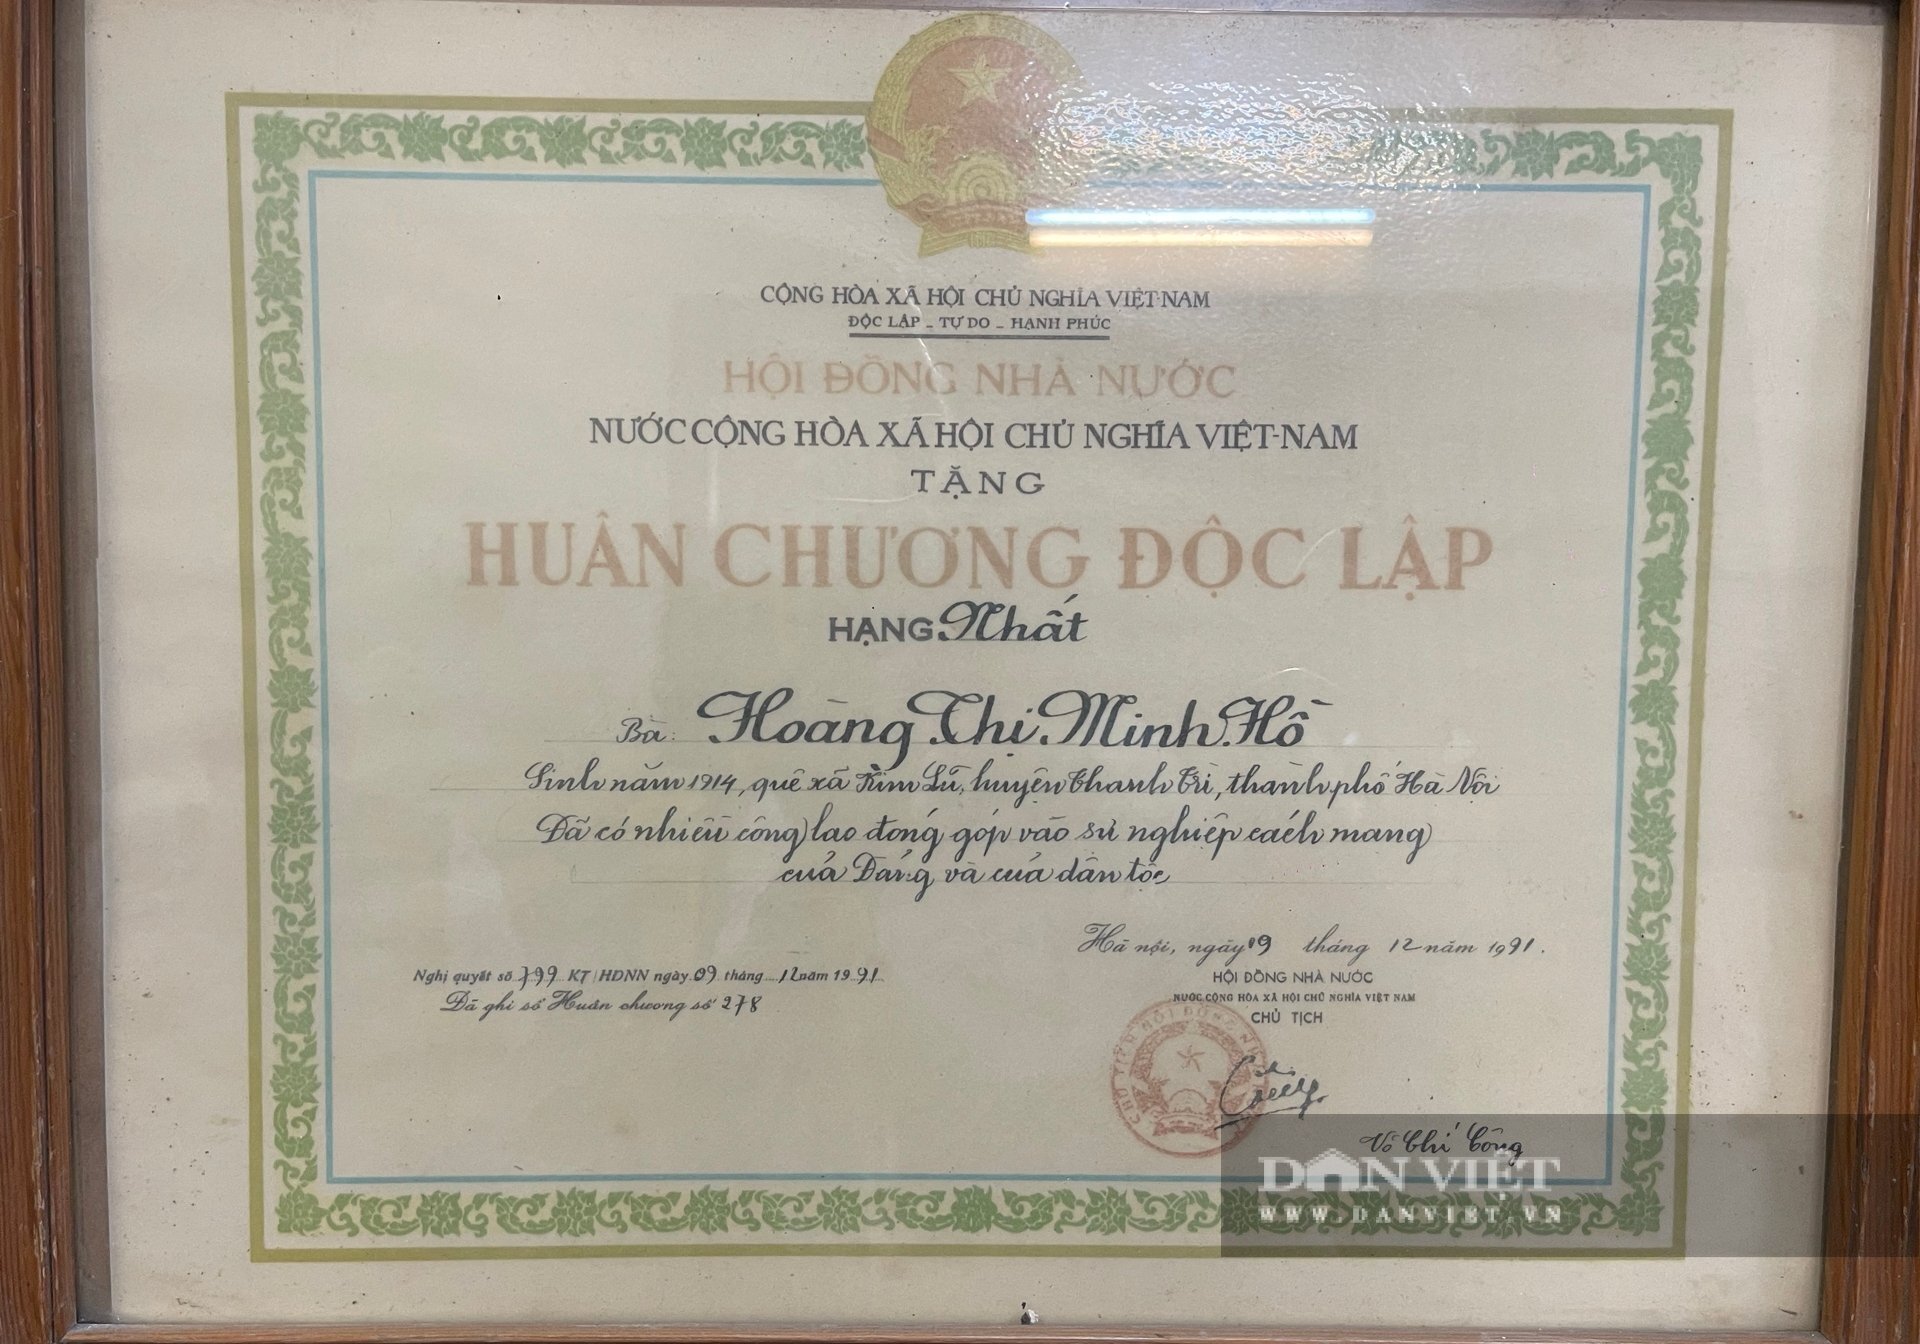 CỘNG HÒA XÃ HỘI CHỦ NGHĨA VIỆT-NAM
ĐỘC LẬP - TỰ DO - HẠNH PHÚC
HỘI ĐỒNG NHÀ NƯỚC
NƯỚC CỘNG HÒA XÃ HỘI CHỦ NGHĨA VIỆT-NAM
TẶNG
HUÂN CHƯƠNG ĐỘC LẬP
HẠNG Nhất
Bà: Hoàng Thị Minh Hồ
Sinh năm 1914, quê xã Kim Lũ, huyện Thanh Trì, thành phố Hà Nội
Đã có nhiều công lao đóng góp vào sự nghiệp cách mạng
của Đảng và của dân tộc
Hà nội, ngày 09 tháng 12 năm 1991.
Nghị quyết số 799 KT/HĐNN ngày 09 tháng 12 năm 1991
Đã ghi sổ Huân chương số 278
HỘI ĐỒNG NHÀ NƯỚC
NƯỚC CỘNG HÒA XÃ HỘI CHỦ NGHĨA VIỆT NAM
CHỦ TỊCH
Võ Chí Công
DÂN VIỆT
WWW.DANVIET.VN